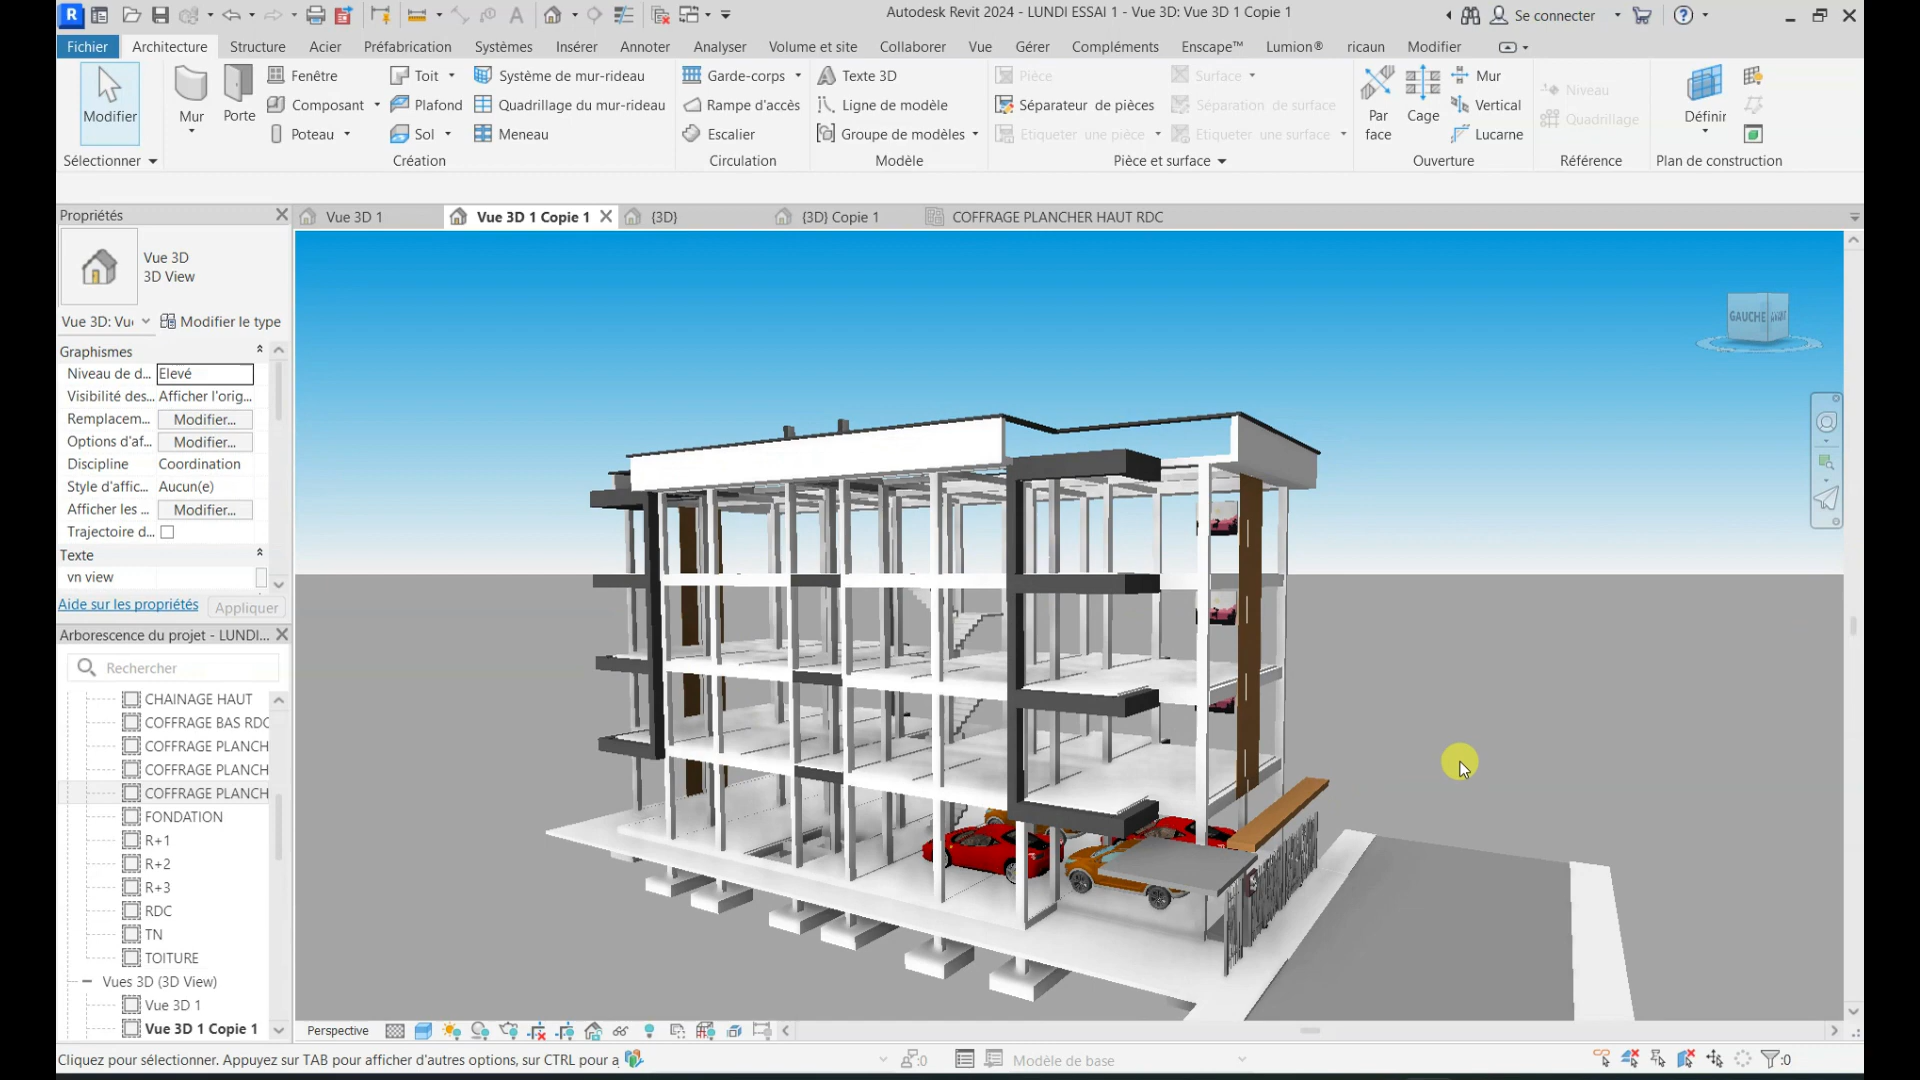 Autodesk Revit 2024 - LUNDI ESSAI 1 - Vue 3D: Vue 3D 1 Copie 1
Se connecter
Fichier Architecture Structure Acier Préfabrication Systèmes Insérer Annoter Analyser Volume et site Collaborer Vue Gérer Compléments Enscape™ Lumion® ricaun Modifier
Modifier
Mur
Porte
Fenêtre
Composant
Poteau
Toit
Plafond
Sol
Système de mur-rideau
Quadrillage du mur-rideau
Meneau
Garde-corps
Rampe d'accès
Escalier
Texte 3D
Ligne de modèle
Groupe de modèles
Pièce
Séparateur de pièces
Etiqueter une pièce
Surface
Séparation de surface
Etiqueter une surface
Par
face
Cage
Mur
Vertical
Lucarne
Niveau
Quadrillage
Définir
Sélectionner Création Circulation Modèle Pièce et surface Ouverture Référence Plan de construction
Propriétés
Vue 3D 1
Vue 3D 1 Copie 1
{3D}
{3D} Copie 1
COFFRAGE PLANCHER HAUT RDC
Vue 3D
3D View
Vue 3D: Vu
Modifier le type
Graphismes
Niveau de d... Elevé
Visibilité des... Afficher l'orig...
Remplacem... Modifier...
Options d'af... Modifier...
Discipline Coordination
Style d'affic... Aucun(e)
Afficher les ... Modifier...
Trajectoire d...
Texte
vn view
Aide sur les propriétés Appliquer
Arborescence du projet - LUNDI...
Rechercher
CHAINAGE HAUT
COFFRAGE BAS RDC
COFFRAGE PLANCH
COFFRAGE PLANCH
COFFRAGE PLANCH
FONDATION
R+1
R+2
R+3
RDC
TN
TOITURE
Vues 3D (3D View)
Vue 3D 1
Vue 3D 1 Copie 1
GAUCHE AVANT
Perspective
Cliquez pour sélectionner. Appuyez sur TAB pour afficher d'autres options, sur CTRL pour a
:0
Modèle de base
:0